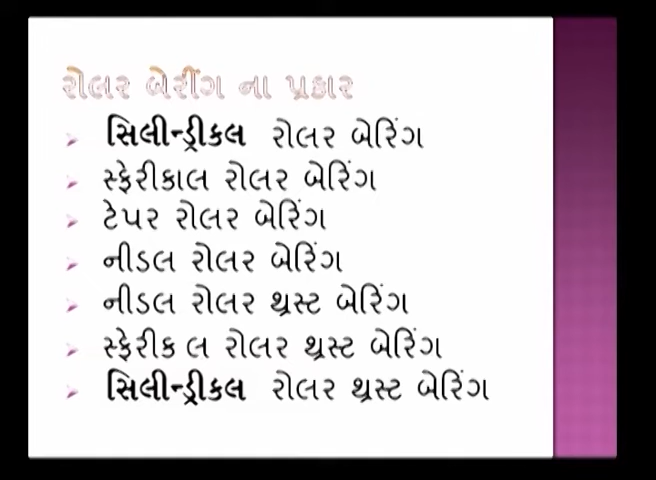 રોલર બેરીંગ ના પ્રકાર
સિલીન્ડ્રીકલ રોલર બેરિંગ
સ્ફેરીકાલ રોલર બેરિંગ
ટેપર રોલર બેરિંગ
નીડલ રોલર બેરિંગ
નીડલ રોલર થ્રસ્ટ બેરિંગ
સ્ફેરીક લ રોલર થ્રસ્ટ બેરિંગ
સિલીન્ડ્રીકલ રોલર થ્રસ્ટ બેરિંગ